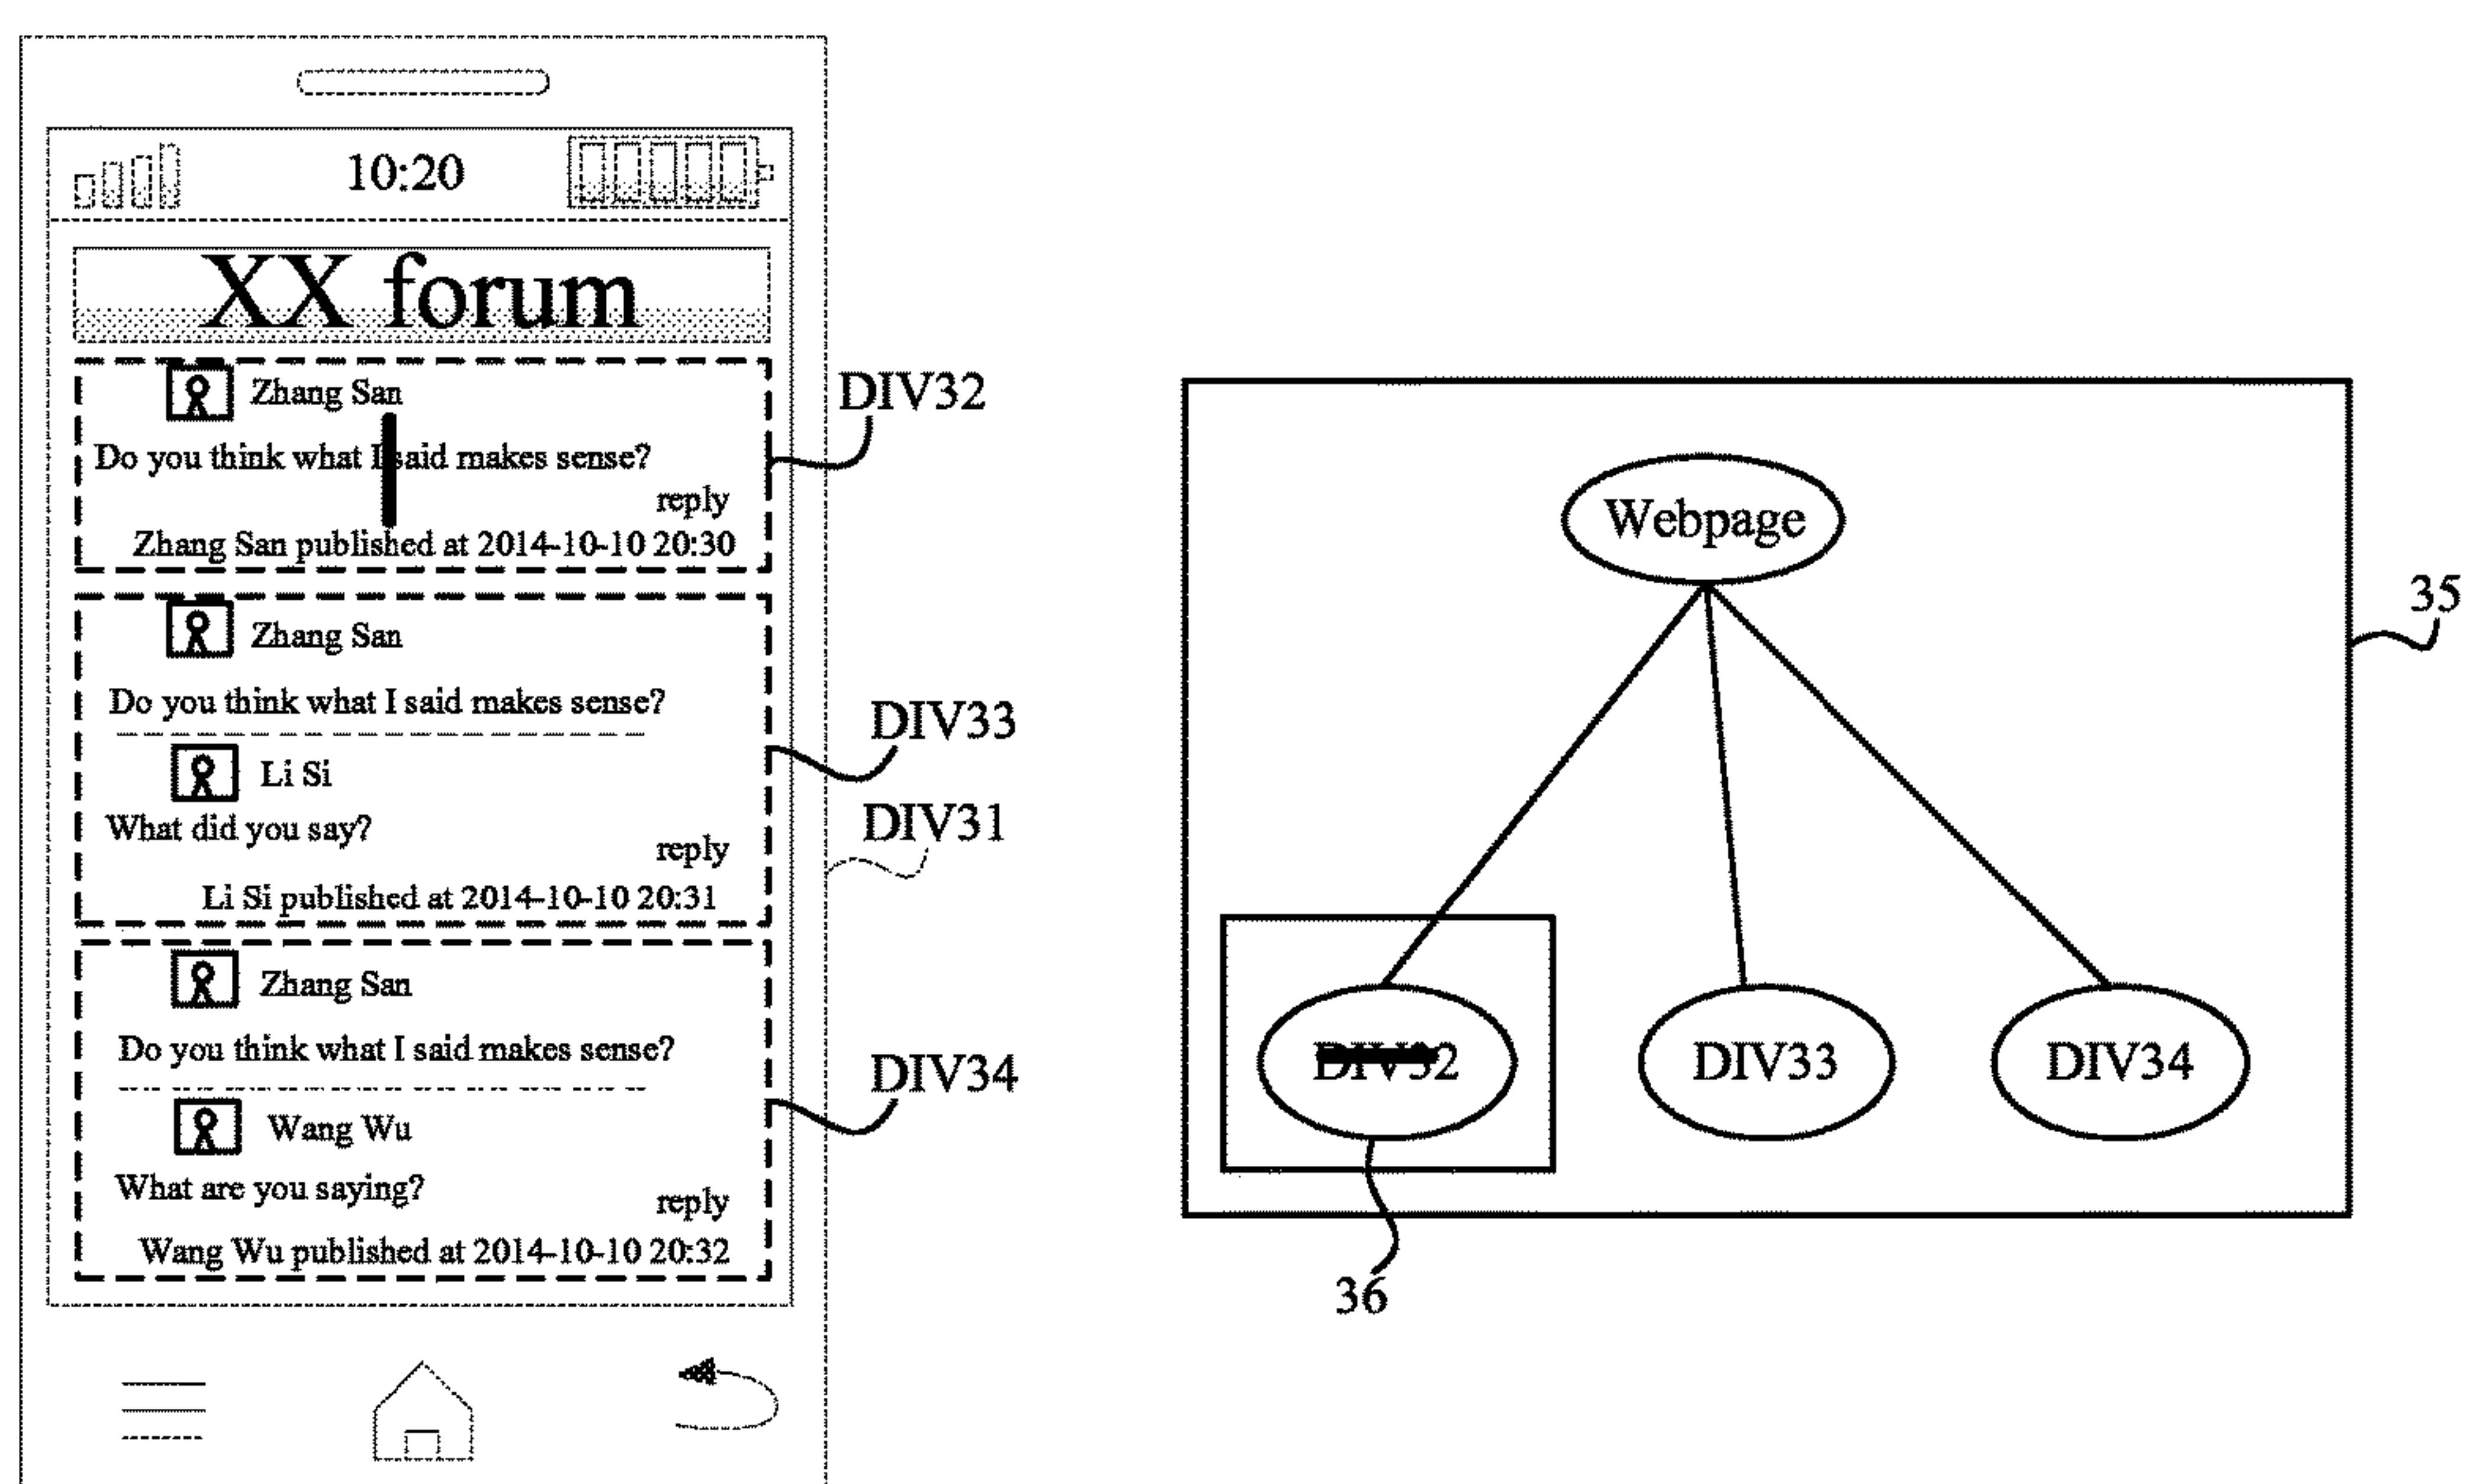 10:20
XX forum
Zhang San
Do you think what I said makes sense?
reply
Zhang San published at 2014-10-10 20:30
Zhang San
Do you think what I said makes sense?
Li Si
What did you say?
reply
Li Si published at 2014-10-10 20:31
Zhang San
Do you think what I said makes sense?
Wang Wu
What are you saying?
reply
Wang Wu published at 2014-10-10 20:32
DIV32
DIV33
DIV31
DIV34
Webpage
35
DIV32
DIV33
DIV34
36